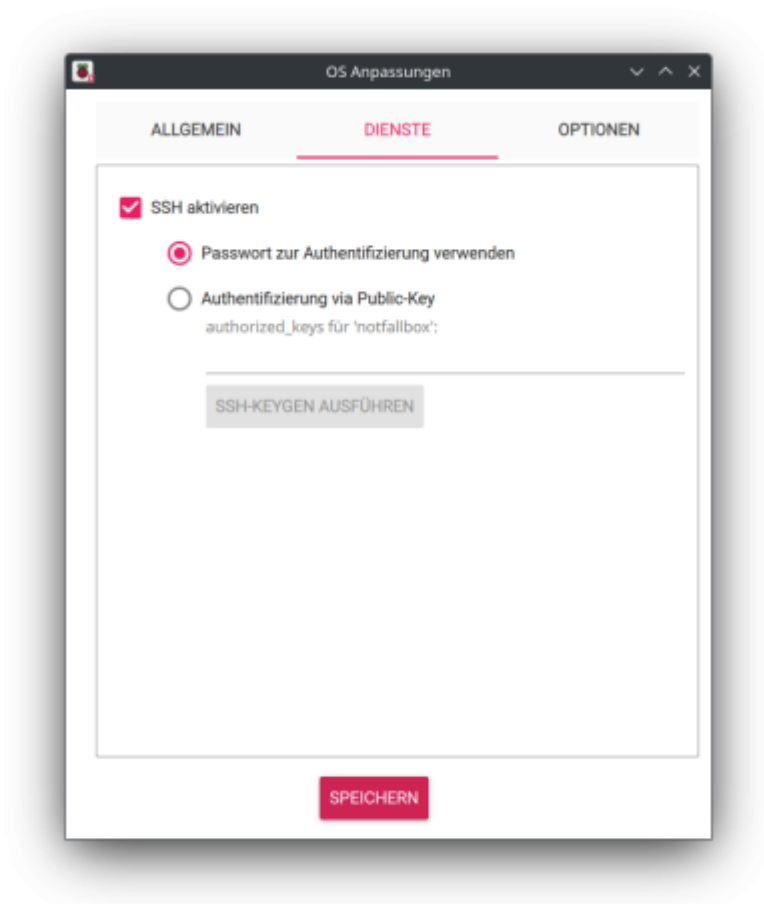 OS Anpassungen
ALLGEMEIN DIENSTE OPTIONEN
SSH aktivieren
Passwort zur Authentifizierung verwenden
Authentifizierung via Public-Key
authorized_keys für 'notfallbox':
SSH-KEYGEN AUSFÜHREN
SPEICHERN